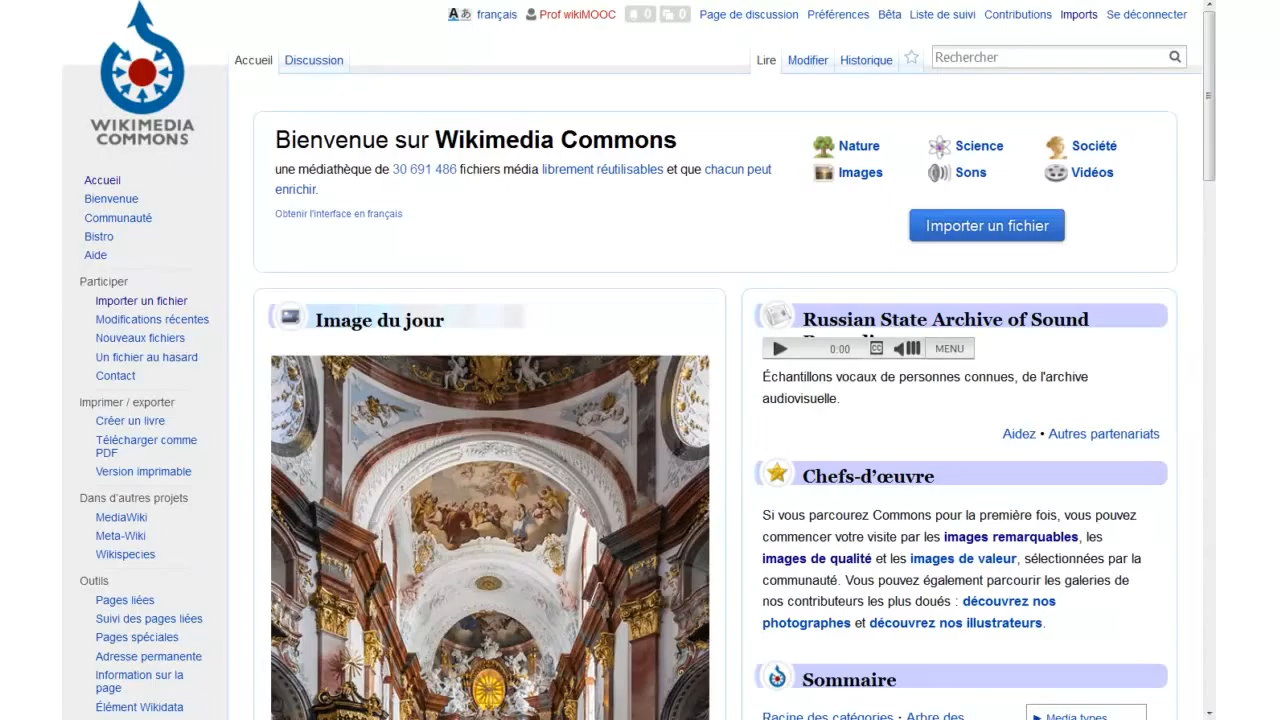 français
Prof wikiMOOC
0
0
Page de discussion
Préférences
Bêta
Liste de suivi
Contributions
Imports
Se déconnecter
WIKIMEDIA
COMMONS
Accueil
Discussion
Lire
Modifier
Historique
Rechercher
Accueil
Bienvenue
Communauté
Bistro
Aide
Participer
Importer un fichier
Modifications récentes
Nouveaux fichiers
Un fichier au hasard
Contact
Imprimer / exporter
Créer un livre
Télécharger comme
PDF
Version imprimable
Dans d'autres projets
MediaWiki
Meta-Wiki
Wikispecies
Outils
Pages liées
Suivi des pages liées
Pages spéciales
Adresse permanente
Information sur la
page
Élément Wikidata
Bienvenue sur Wikimedia Commons
une médiathèque de 30 691 486 fichiers média librement réutilisables et que chacun peut
enrichir.
Obtenir l'interface en français
Nature
Science
Société
Images
Sons
Vidéos
Importer un fichier
Image du jour
Russian State Archive of Sound
0:00
CC
MENU
Échantillons vocaux de personnes connues, de l'archive
audiovisuelle.
Aidez • Autres partenariats
Chefs-d'œuvre
Si vous parcourez Commons pour la première fois, vous pouvez
commencer votre visite par les images remarquables, les
images de qualité et les images de valeur, sélectionnées par la
communauté. Vous pouvez également parcourir les galeries de
nos contributeurs les plus doués : découvrez nos
photographes et découvrez nos illustrateurs.
Sommaire
Racine des catégories · Arbre des
► Media types